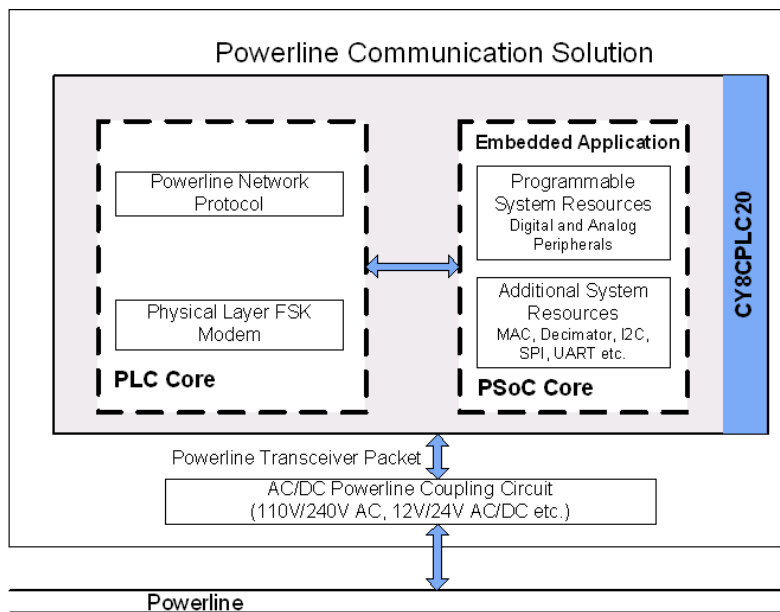 Powerline Communication Solution
Powerline Network
Protocol
Physical Layer FSK
Modem
PLC Core
Embedded Application
Programmable
System Resources
Digital and Analog
Peripherals
Additional System
Resources
MAC, Decimator, I2C,
SPI, UART etc.
PSoC Core
CY8CPLC20
Powerline Transceiver Packet
AC/DC Powerline Coupling Circuit
(110V/240V AC, 12V/24V AC/DC etc.)
Powerline